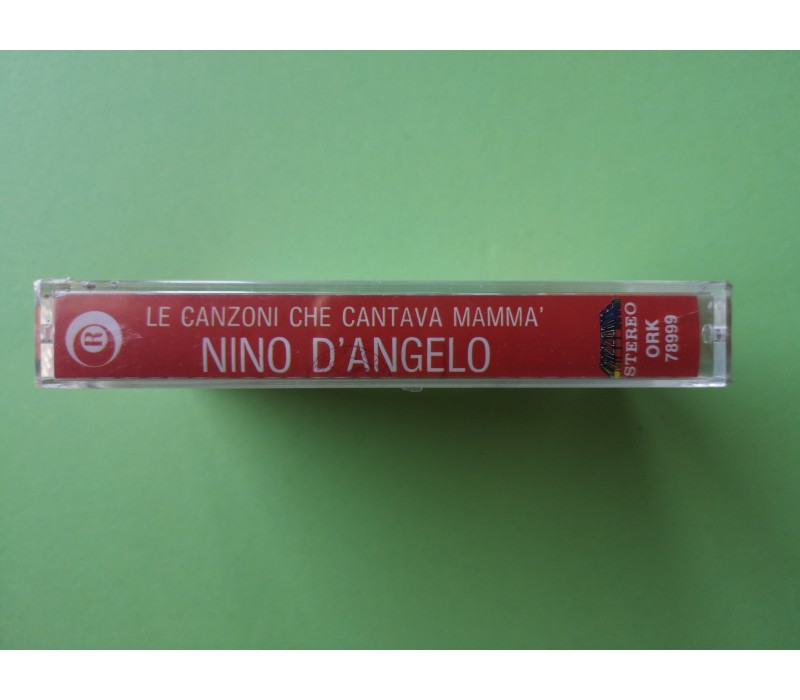 R
LE CANZONI CHE CANTAVA MAMMA'
NINO D'ANGELO
STEREO
ORK
78999